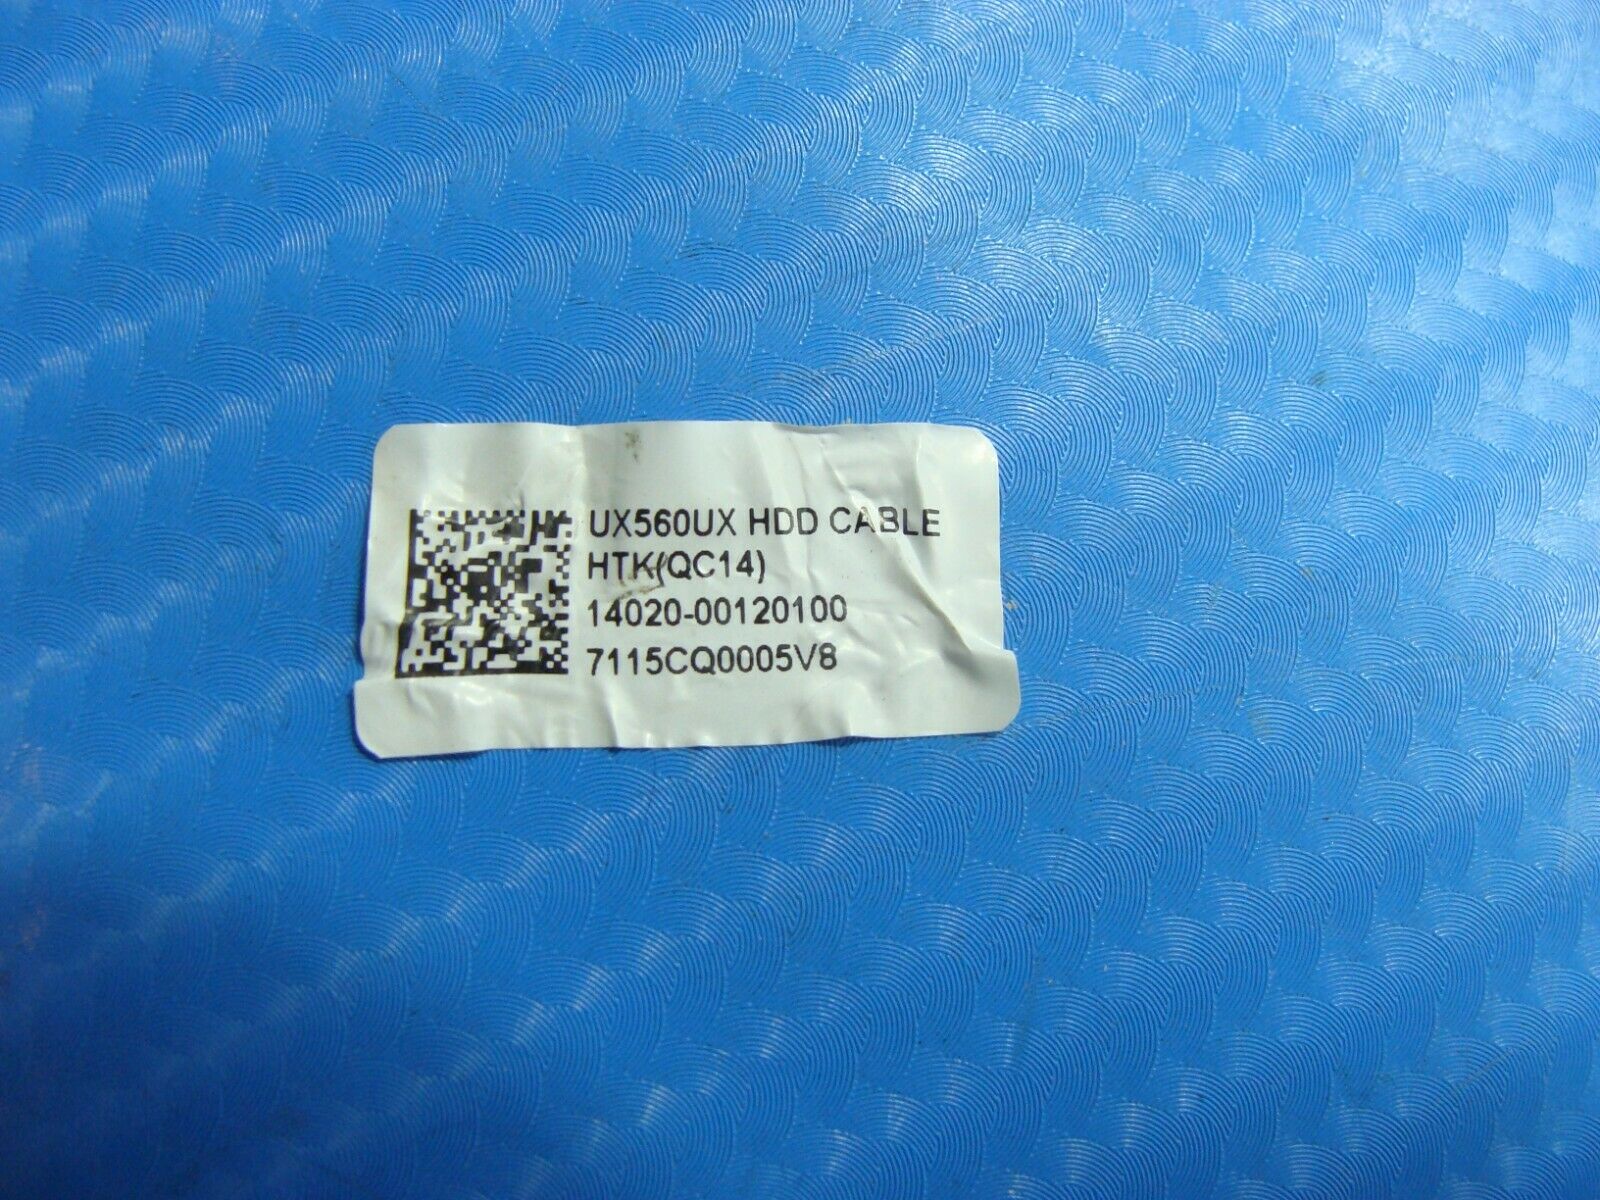 UX560UX HDD CABLE
HTK(QC14)
14020-00120100
7115CQ0005V8